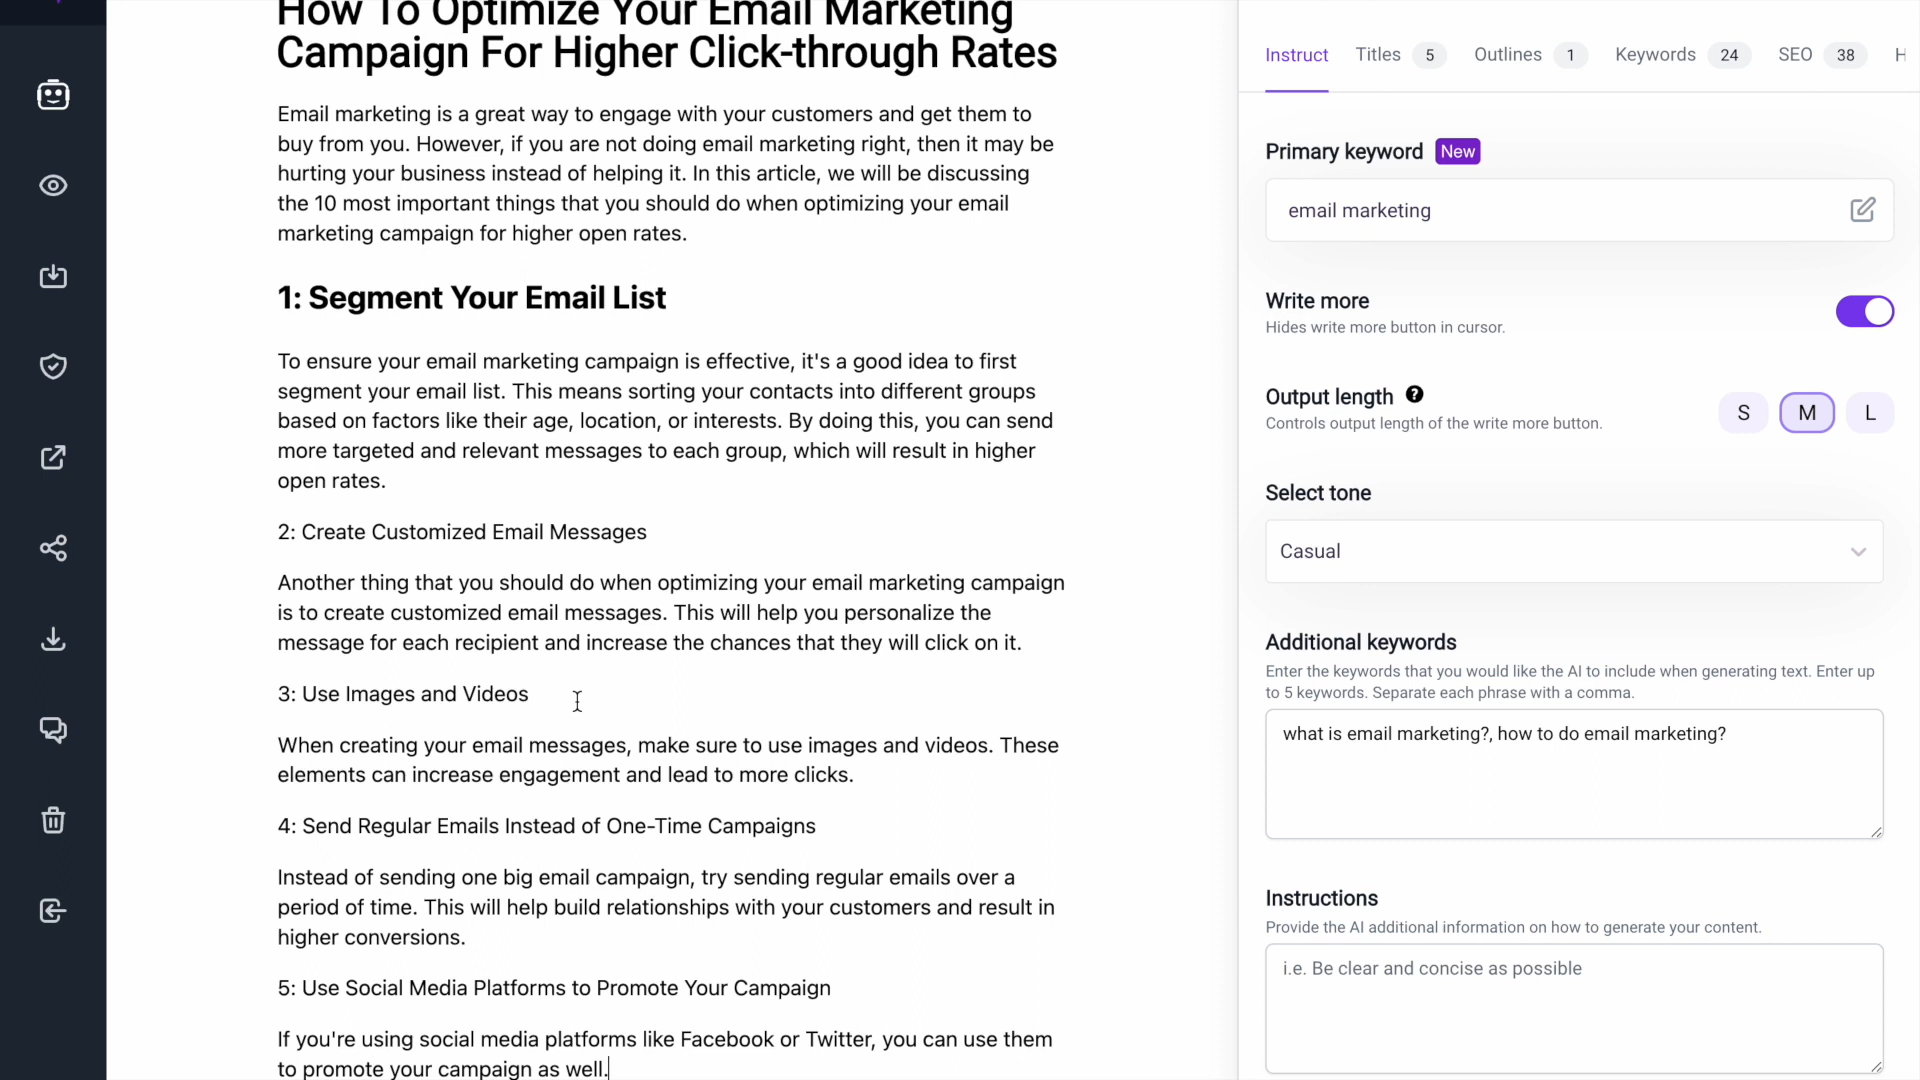 How To Optimize Your Email Marketing
Campaign For Higher Click-through Rates
Email marketing is a great way to engage with your customers and get them to
buy from you. However, if you are not doing email marketing right, then it may be
hurting your business instead of helping it. In this article, we will be discussing
the 10 most important things that you should do when optimizing your email
marketing campaign for higher open rates.
1: Segment Your Email List
To ensure your email marketing campaign is effective, it's a good idea to first
segment your email list. This means sorting your contacts into different groups
based on factors like their age, location, or interests. By doing this, you can send
more targeted and relevant messages to each group, which will result in higher
open rates.
2: Create Customized Email Messages
Another thing that you should do when optimizing your email marketing campaign
is to create customized email messages. This will help you personalize the
message for each recipient and increase the chances that they will click on it.
3: Use Images and Videos
When creating your email messages, make sure to use images and videos. These
elements can increase engagement and lead to more clicks.
4: Send Regular Emails Instead of One-Time Campaigns
Instead of sending one big email campaign, try sending regular emails over a
period of time. This will help build relationships with your customers and result in
higher conversions.
5: Use Social Media Platforms to Promote Your Campaign
If you're using social media platforms like Facebook or Twitter, you can use them
to promote your campaign as well.
Instruct Titles 5 Outlines 1 Keywords 24 SEO 38 H
Primary keyword New
email marketing
Write more
Hides write more button in cursor.
Output length ?
Controls output length of the write more button.
S M L
Select tone
Casual
Additional keywords
Enter the keywords that you would like the AI to include when generating text. Enter up
to 5 keywords. Separate each phrase with a comma.
what is email marketing?, how to do email marketing?
Instructions
Provide the AI additional information on how to generate your content.
i.e. Be clear and concise as possible